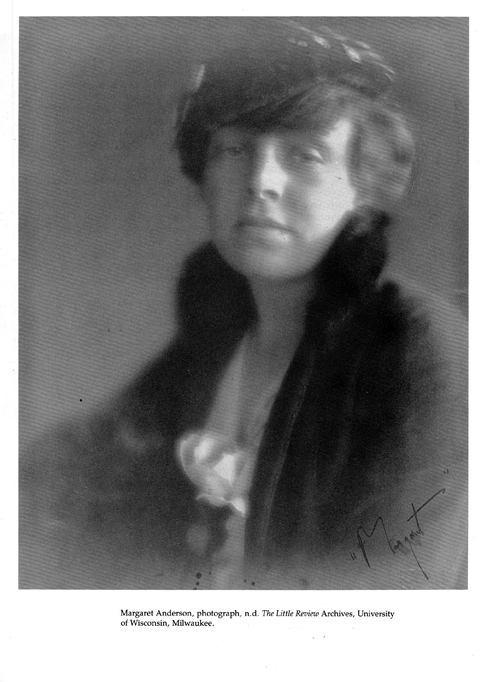 "Margaret"
Margaret Anderson, photograph, n.d. The Little Review Archives, University
of Wisconsin, Milwaukee.